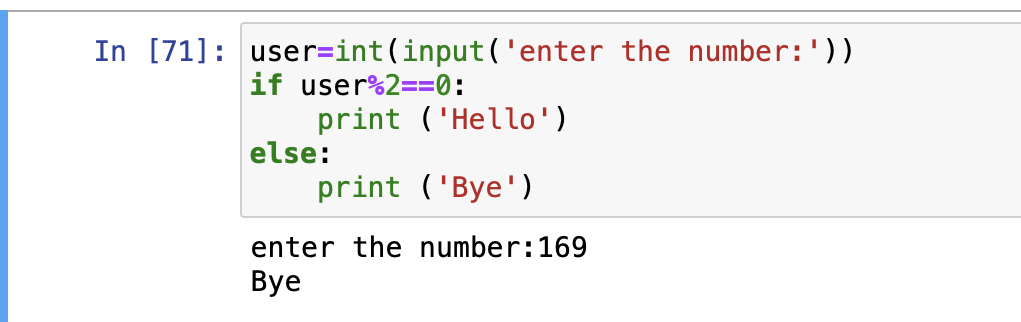 In [71]: user=int(input('enter the number:'))
if user%2==0:
    print ('Hello')
else:
    print ('Bye')
enter the number:169
Bye